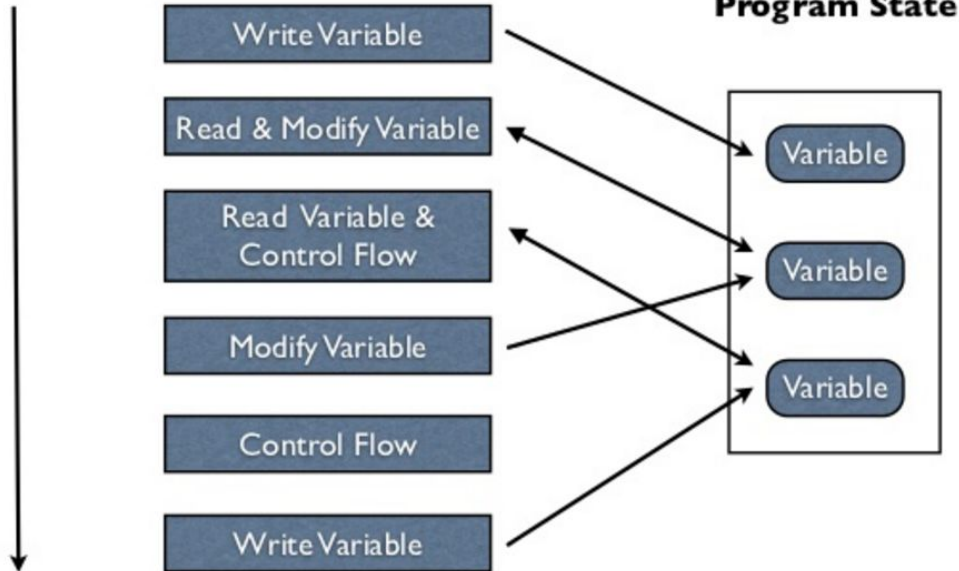 Program State
Write Variable
Read & Modify Variable
Variable
Read Variable &
Control Flow
Variable
Modify Variable
Variable
Control Flow
Write Variable